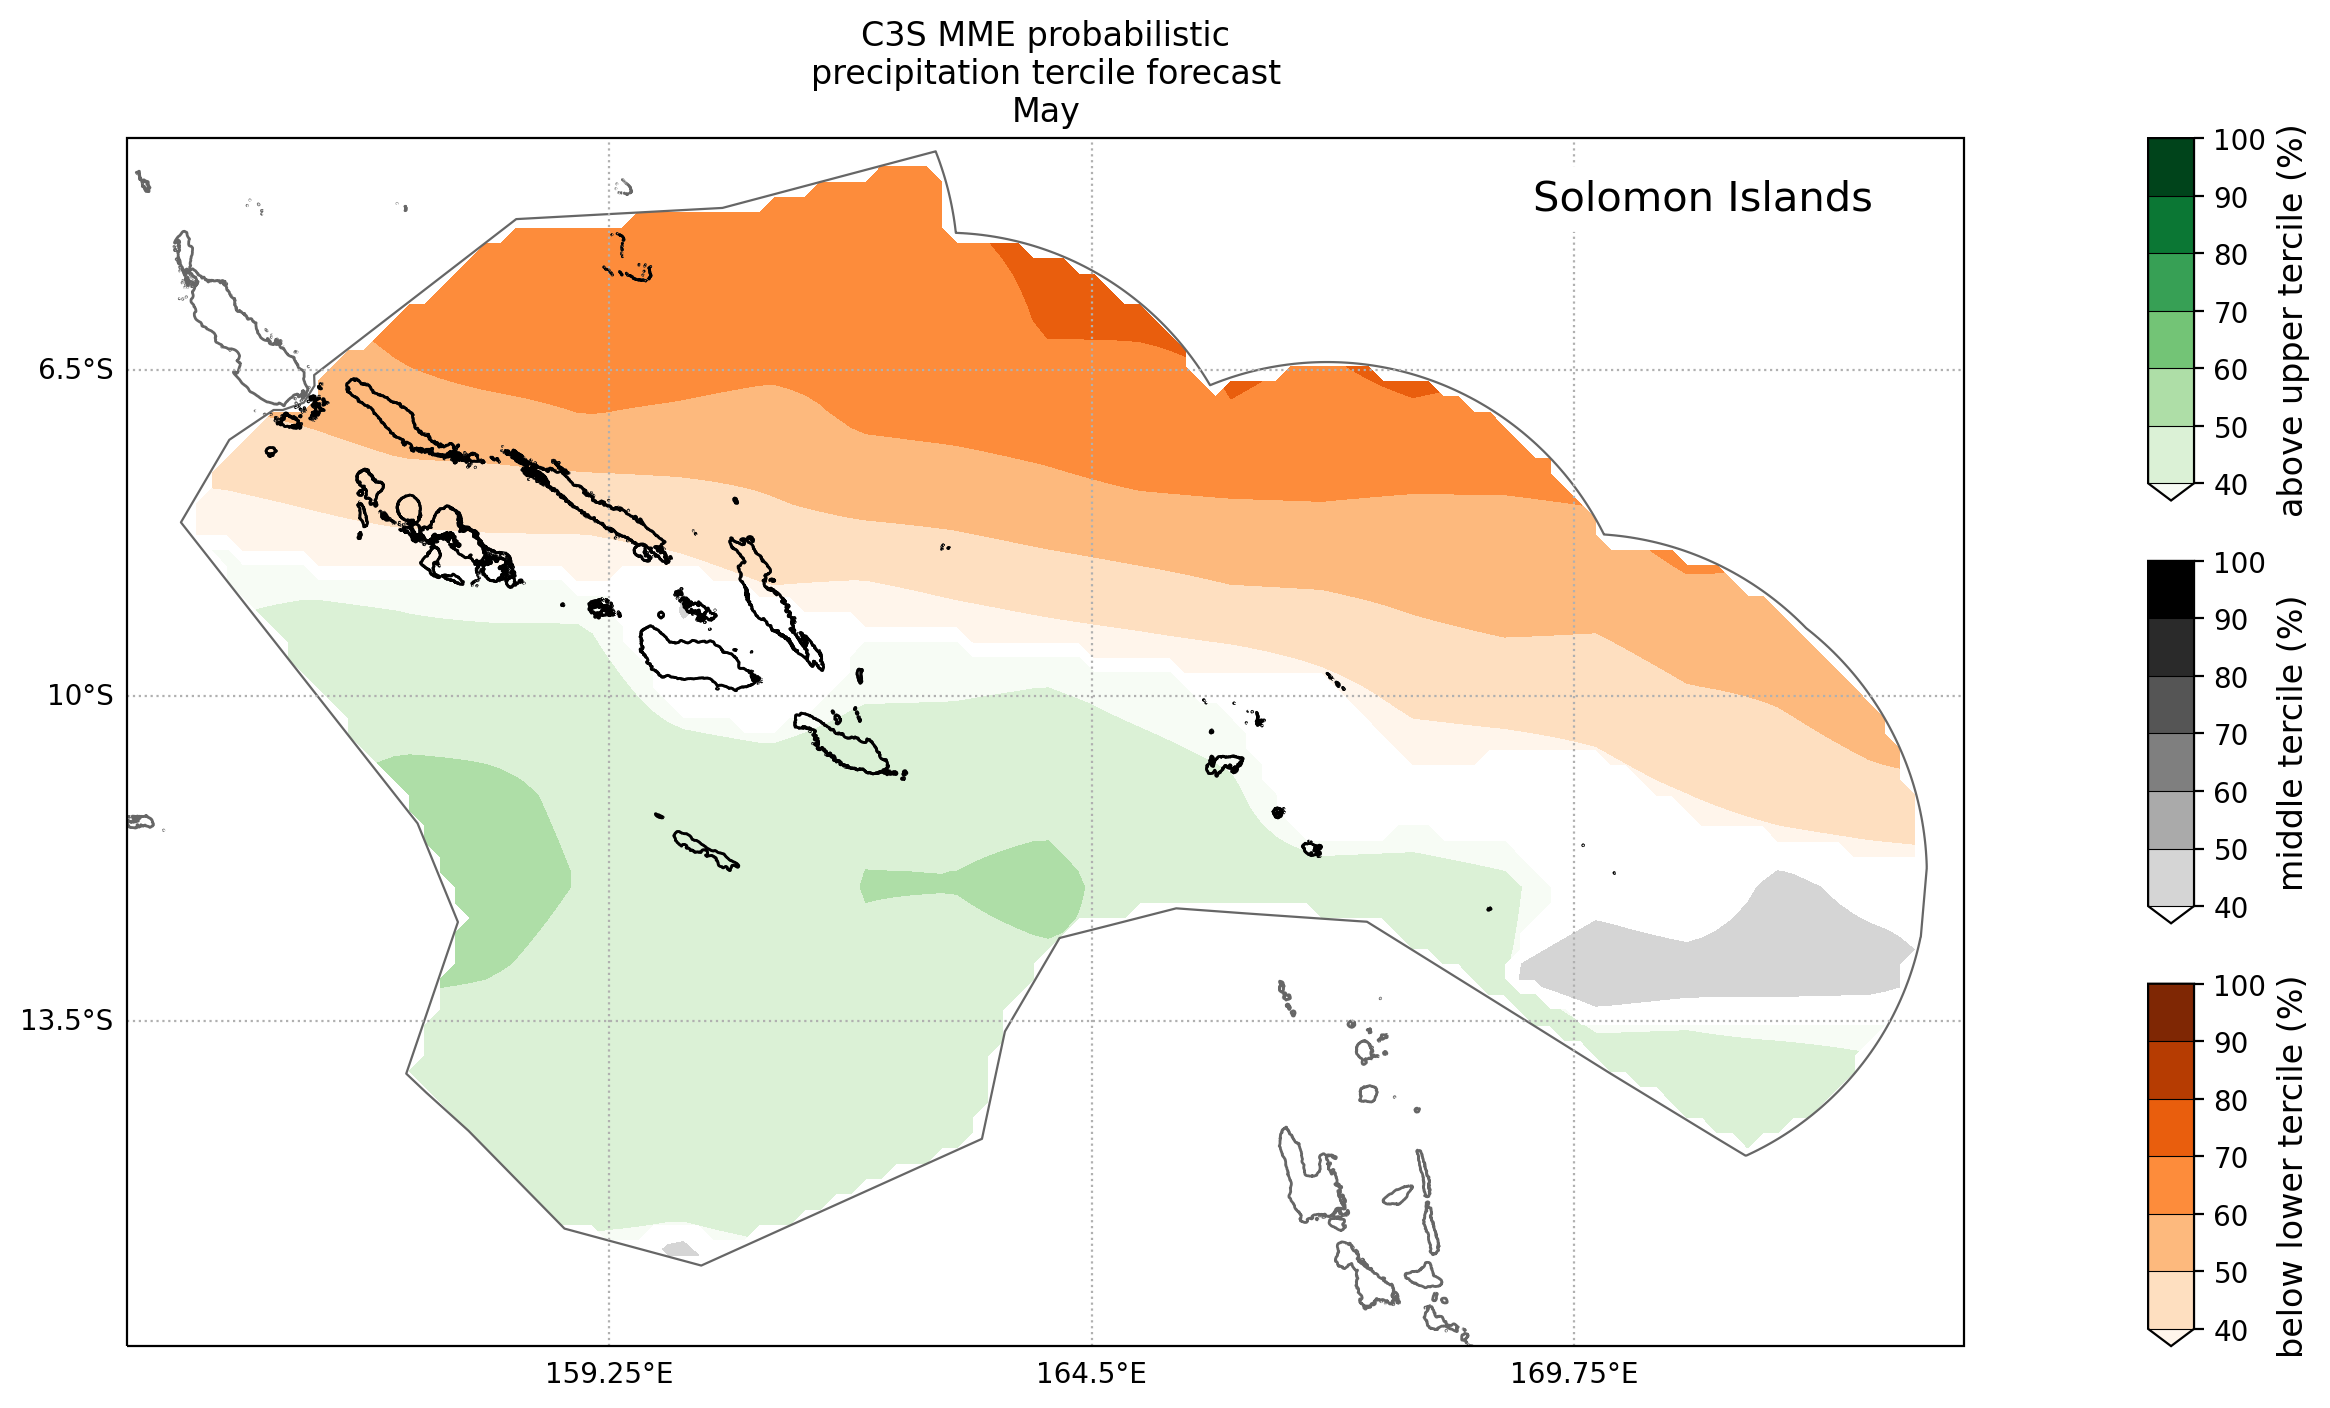 C3S MME probabilistic
precipitation tercile forecast
May
Solomon Islands
6.5°S
10°S
13.5°S
159.25°E
164.5°E
169.75°E
100
90
80
70
60
50
40
above upper tercile (%)
100
90
80
70
60
50
40
middle tercile (%)
100
90
80
70
60
50
40
below lower tercile (%)